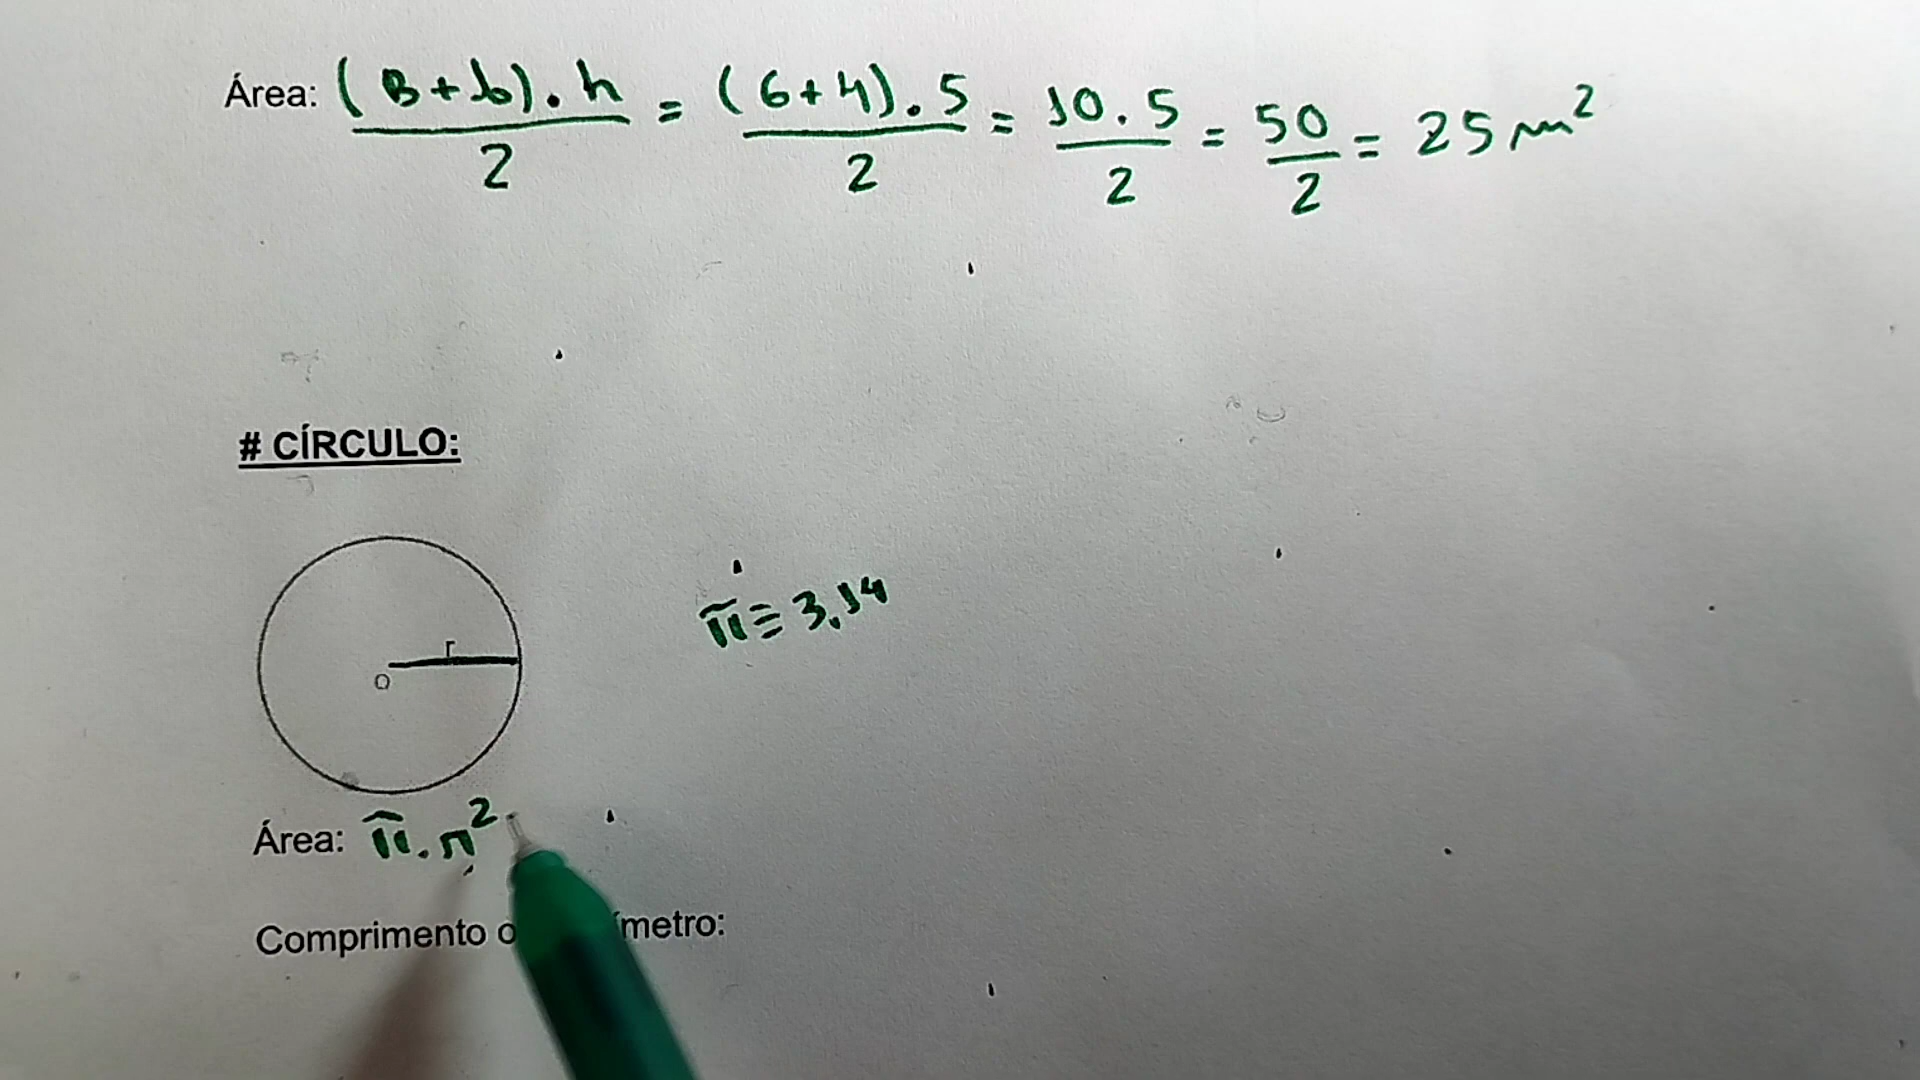 Área: (B+b).h/2 = (6+4).5/2 = 10.5/2 = 50/2 = 25 m²
# CÍRCULO:
π ≅ 3,14
r
O
Área: π.r²
Comprimento o ímetro: